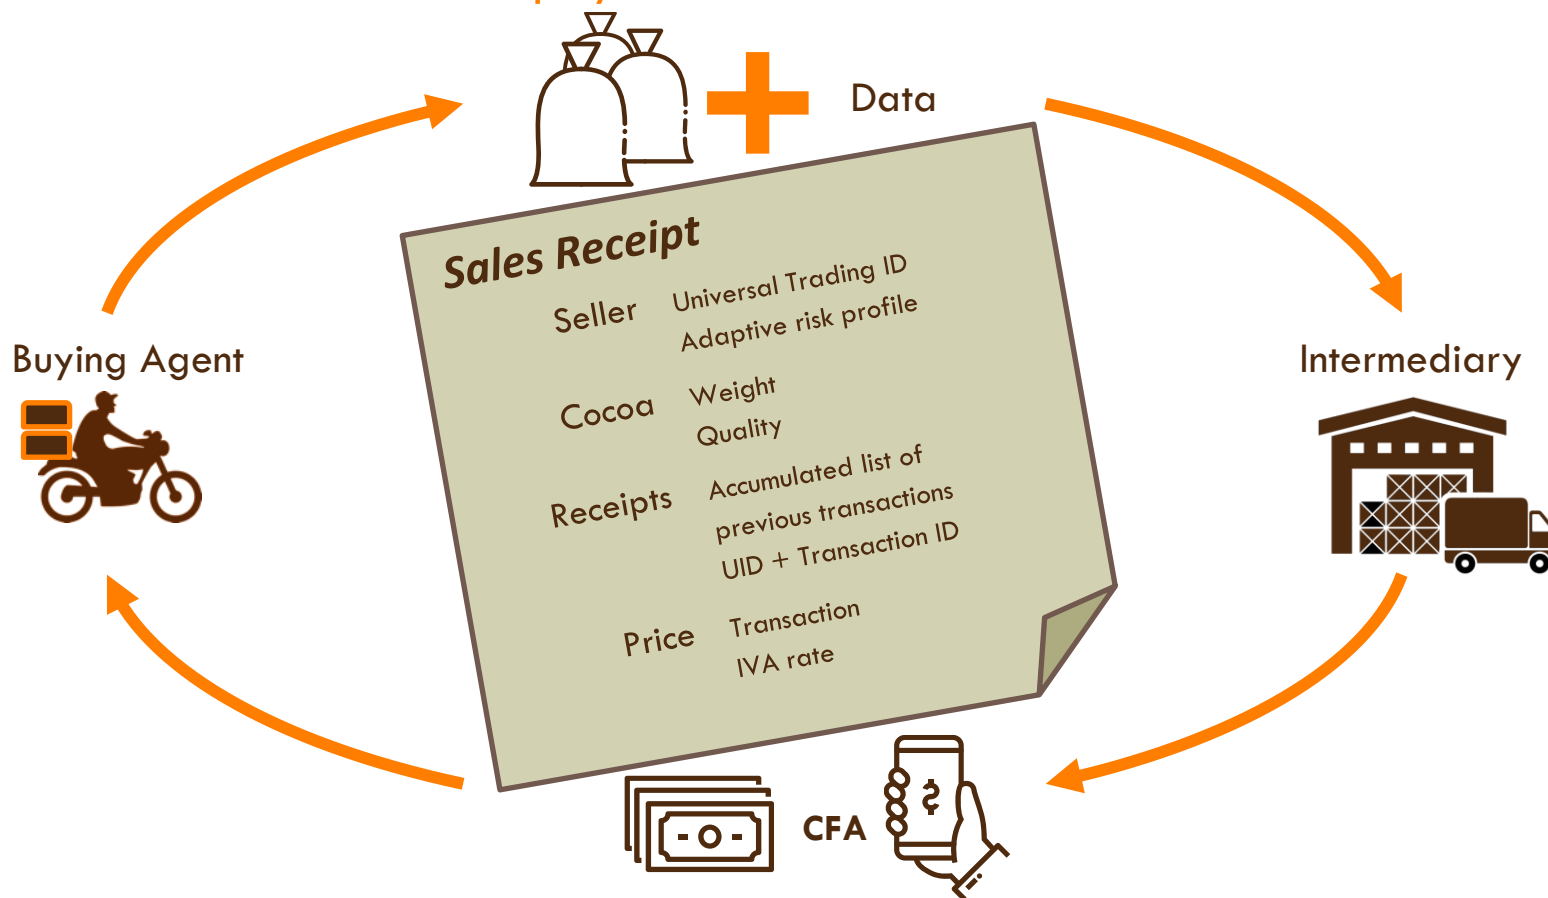 Data
Sales Receipt
Seller
Universal Trading ID
Adaptive risk profile
Buying Agent
Intermediary
Cocoa
Weight
Quality
Receipts
Accumulated list of
previous transactions
UID + Transaction ID
Price
Transaction
IVA rate
CFA
$